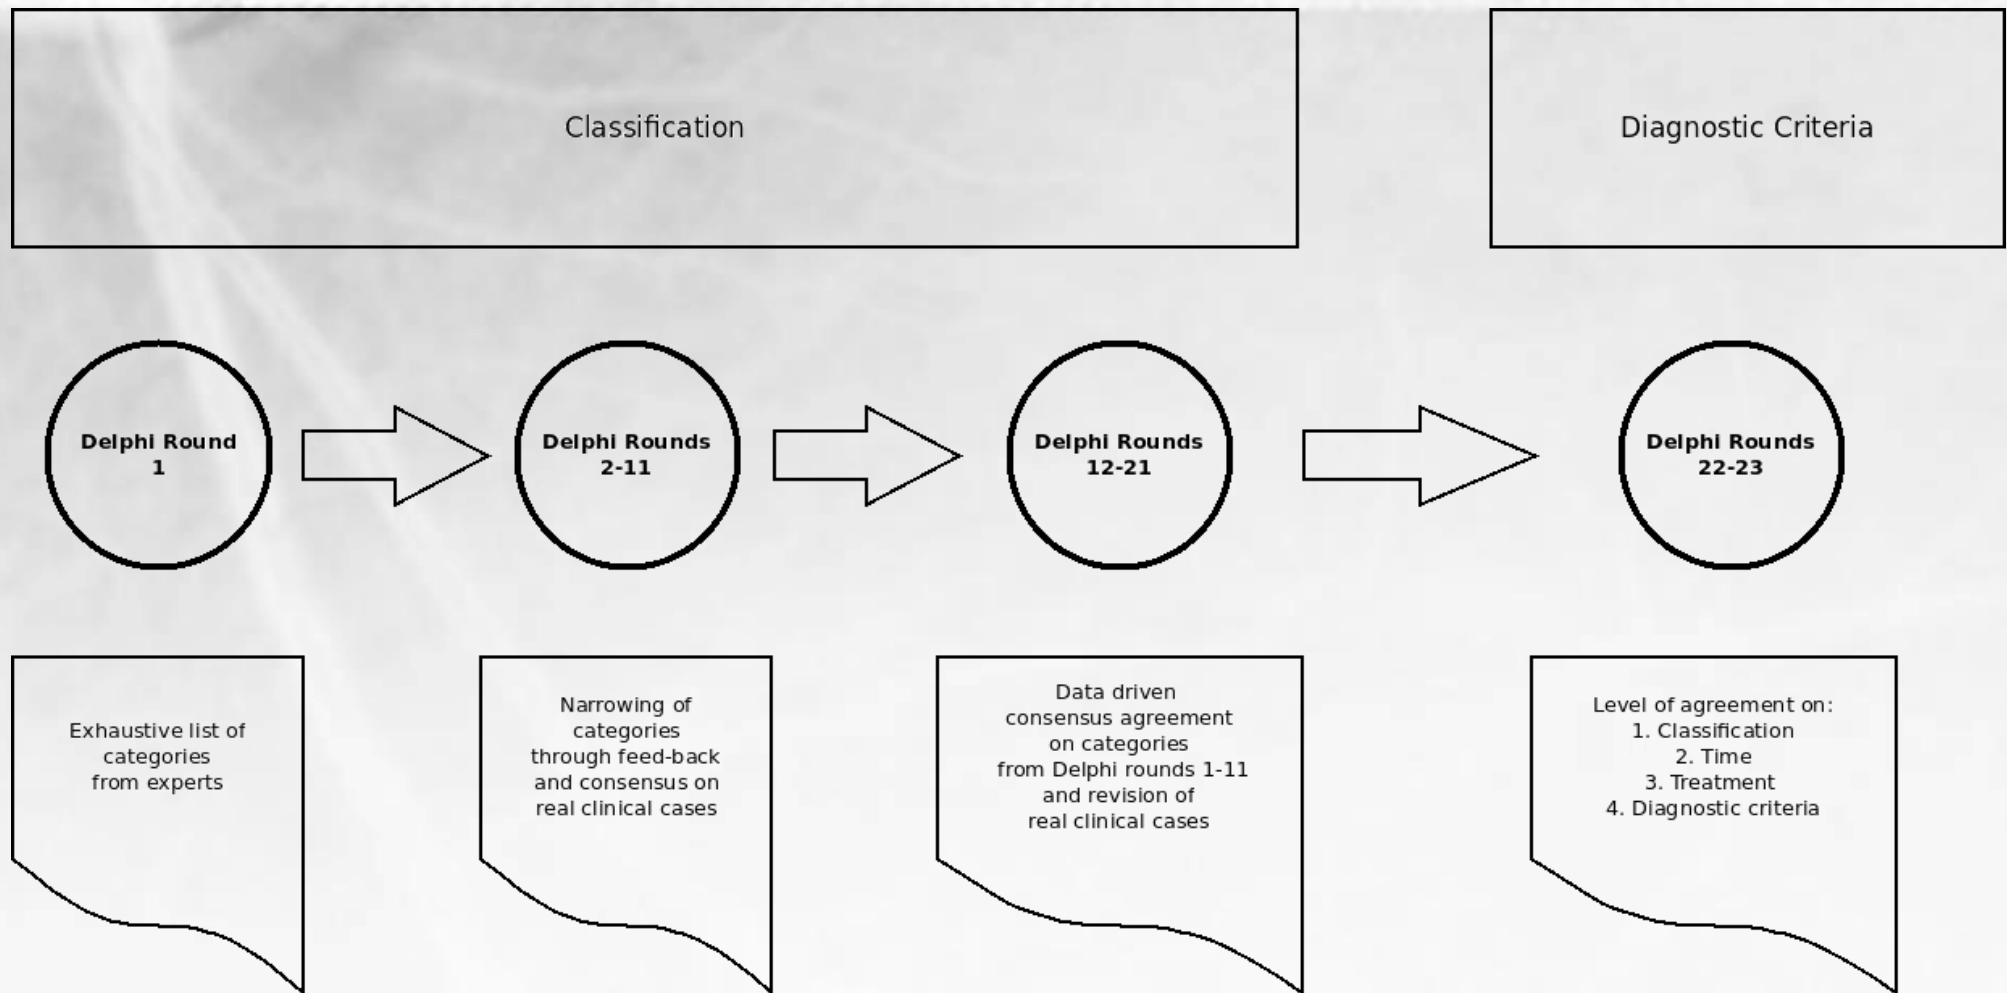 Classification
Diagnostic Criteria
Delphi Round
1
Delphi Rounds
2-11
Delphi Rounds
12-21
Delphi Rounds
22-23
Exhaustive list of
categories
from experts
Narrowing of
categories
through feed-back
and consensus on
real clinical cases
Data driven
consensus agreement
on categories
from Delphi rounds 1-11
and revision of
real clinical cases
Level of agreement on:
1. Classification
2. Time
3. Treatment
4. Diagnostic criteria